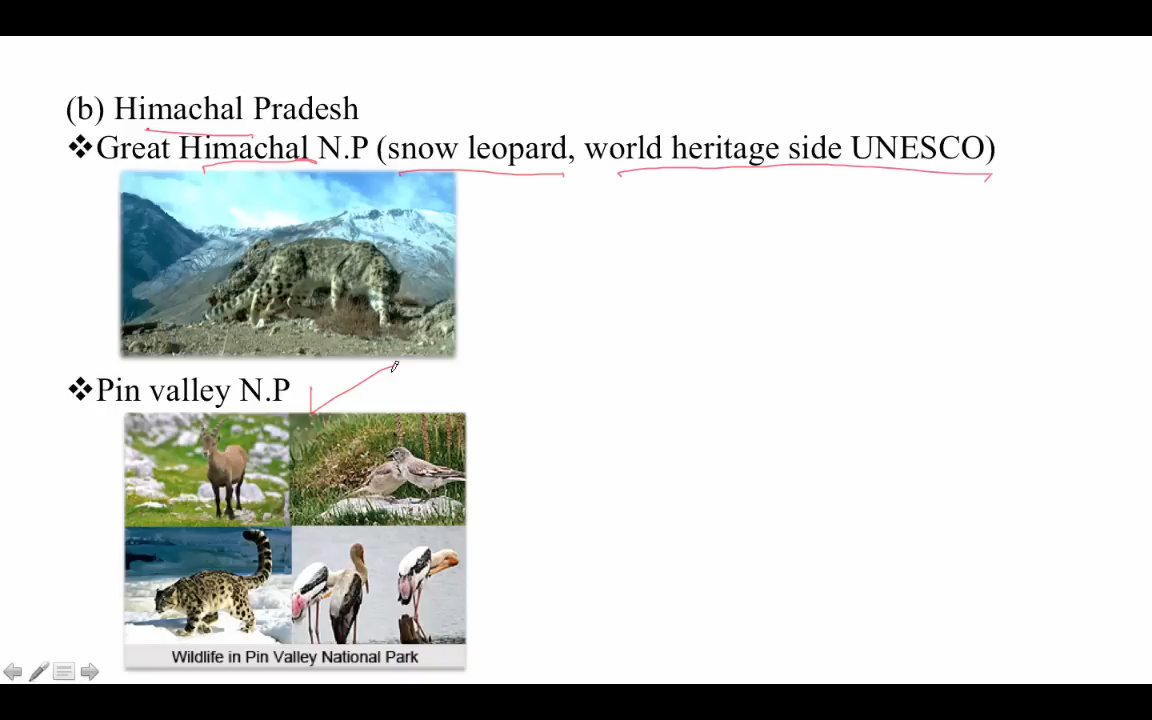 (b) Himachal Pradesh
❖Great Himachal N.P (snow leopard, world heritage side UNESCO)
❖Pin valley N.P
Wildlife in Pin Valley National Park